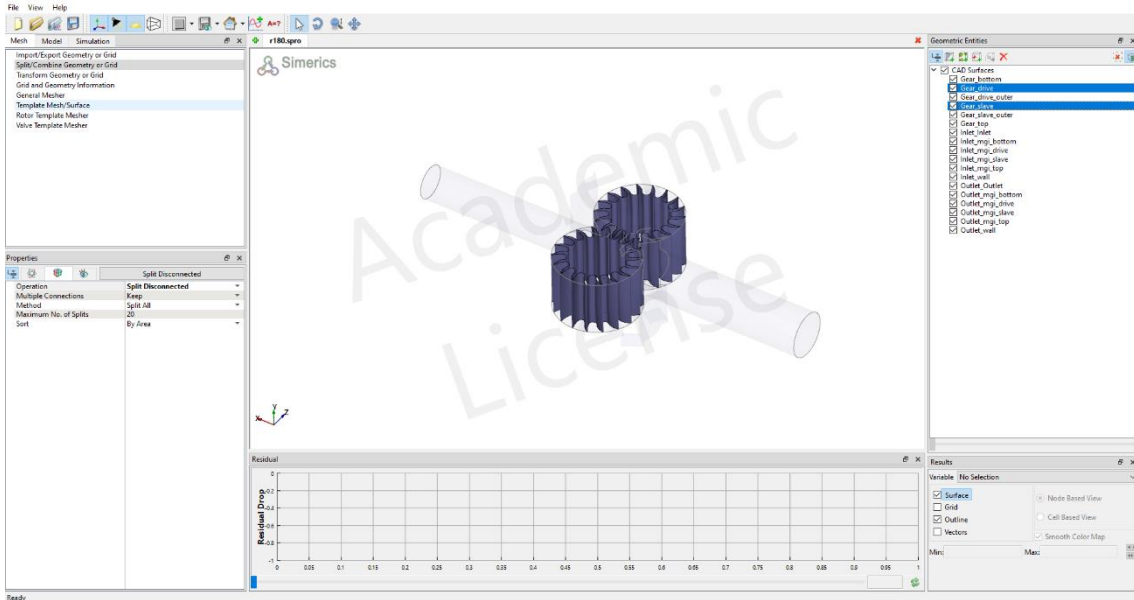 File View Help
A=?
Mesh Model Simulation
Import/Export Geometry or Grid
Split/Combine Geometry or Grid
Transform Geometry or Grid
Grid and Geometry Information
General Mesher
Template Mesh/Surface
Rotor Template Mesher
Valve Template Mesher
Properties
Split Disconnected
Operation Split Disconnected
Multiple Connections Keep
Method Split All
Maximum No. of Splits 20
Sort By Area
r180.spro
Simerics
Academic
License
X Y Z
Residual
Residual Drop
0
-0.2
-0.4
-0.6
-0.8
-1
0 0.05 0.1 0.15 0.2 0.25 0.3 0.35 0.4 0.45 0.5 0.55 0.6 0.65 0.7 0.75 0.8 0.85 0.9 0.95 1
Geometric Entities
CAD Surfaces
Gear_bottom
Gear_drive
Gear_drive_outer
Gear_slave
Gear_slave_outer
Gear_top
Inlet_Inlet
Inlet_mgi_bottom
Inlet_mgi_drive
Inlet_mgi_slave
Inlet_mgi_top
Inlet_wall
Outlet_Outlet
Outlet_mgi_bottom
Outlet_mgi_drive
Outlet_mgi_slave
Outlet_mgi_top
Outlet_wall
Results
Variable No Selection
Surface
Grid
Outline
Vectors
Node Based View
Cell Based View
Smooth Color Map
Min: Max:
Ready